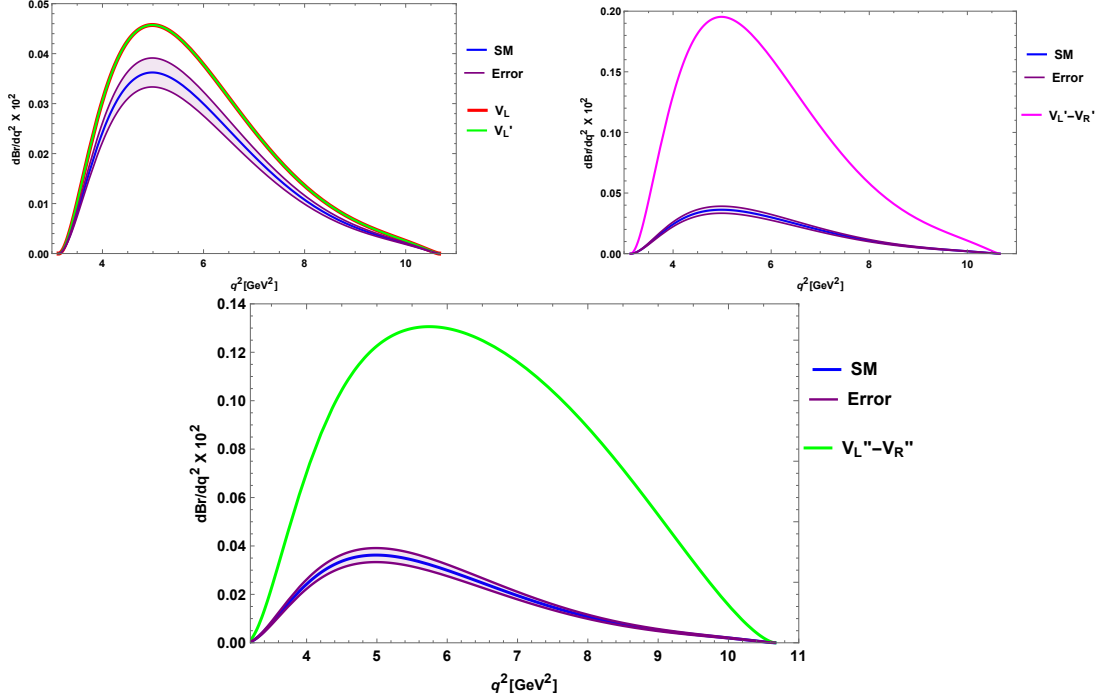 0.05
0.04
0.03
0.02
0.01
0.00
dBr/dq² X 10²
4 6 8 10
q² [GeV²]
SM
Error
V_L
V_L'
0.20
0.15
0.10
0.05
0.00
dBr/dq² X 10²
4 6 8 10
q² [GeV²]
SM
Error
V_L'−V_R'
0.14
0.12
0.10
0.08
0.06
0.04
0.02
0.00
dBr/dq² X 10²
4 5 6 7 8 9 10 11
q² [GeV²]
SM
Error
V_L''−V_R''